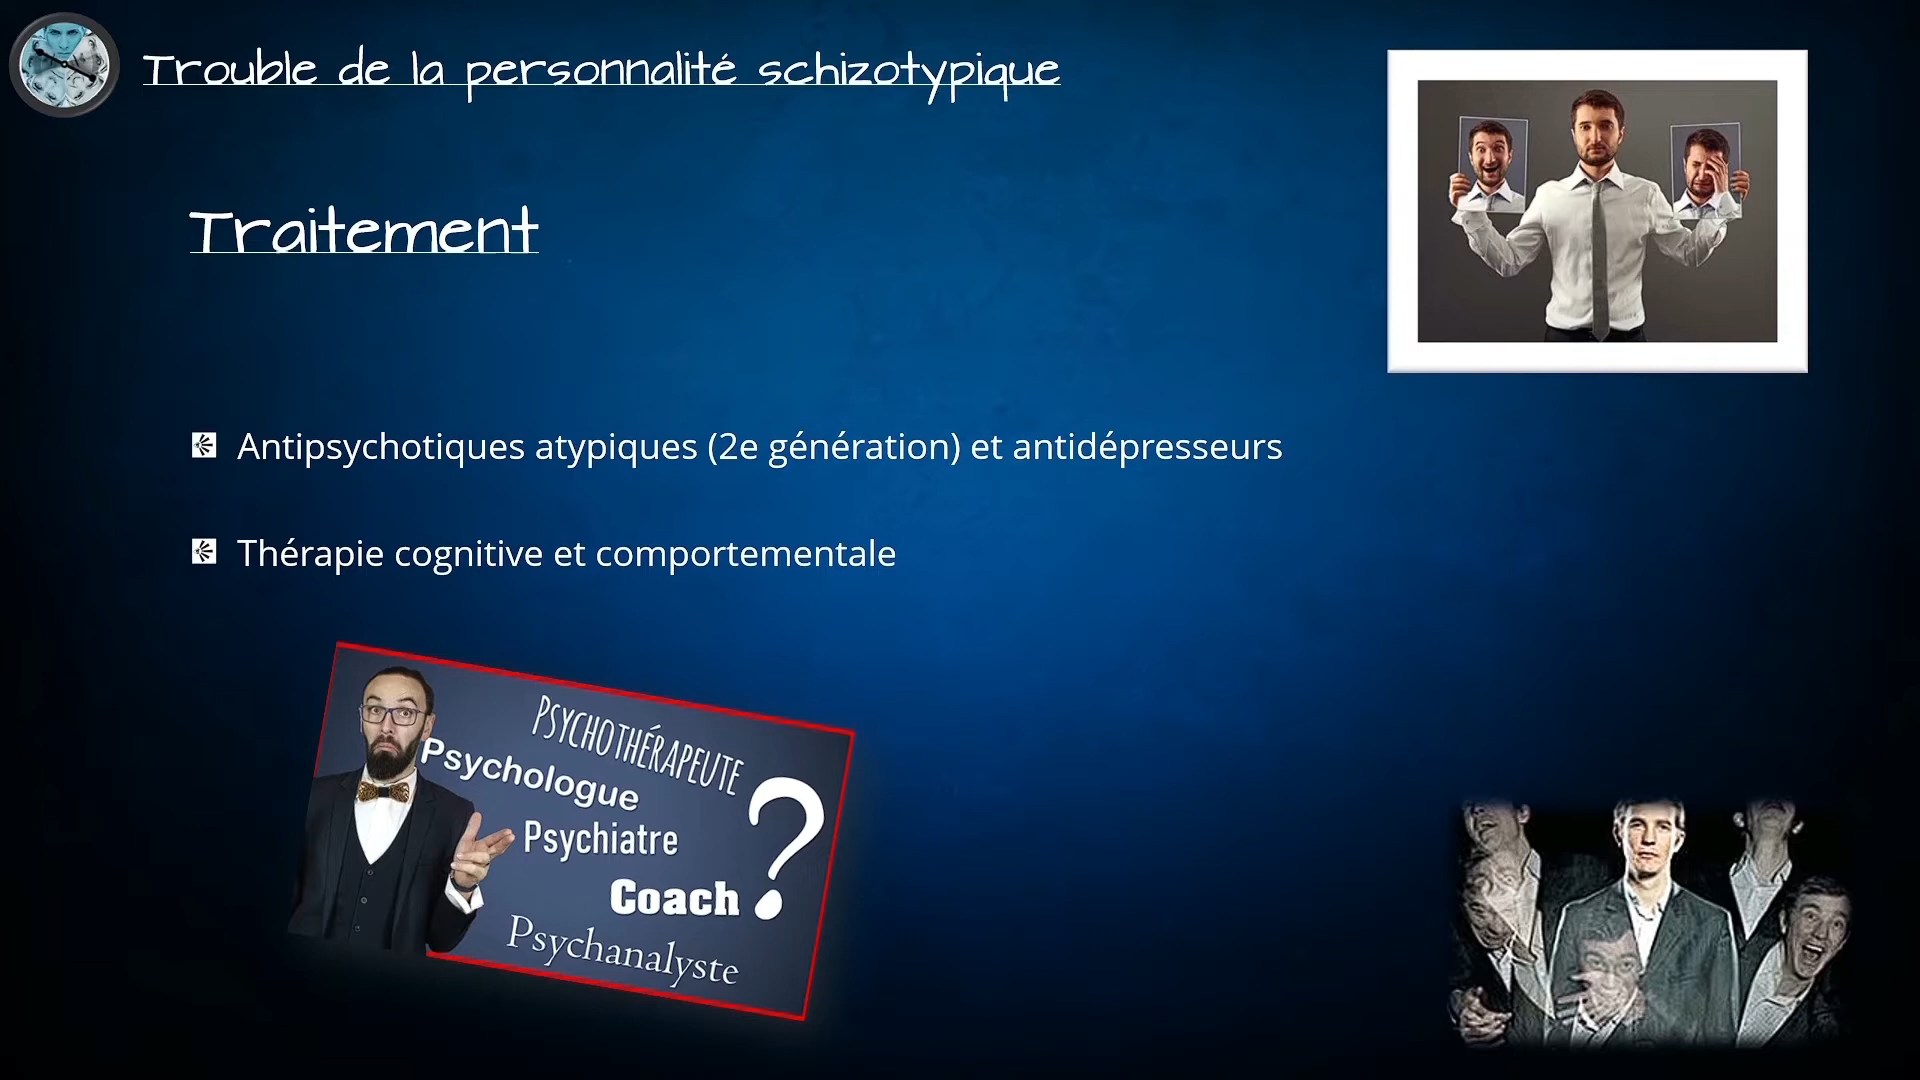 Trouble de la personnalité schizotypique
Traitement
Antipsychotiques atypiques (2e génération) et antidépresseurs
Thérapie cognitive et comportementale
PSYCHOTHÉRAPEUTE
Psychologue
?
Psychiatre
Coach
Psychanalyste